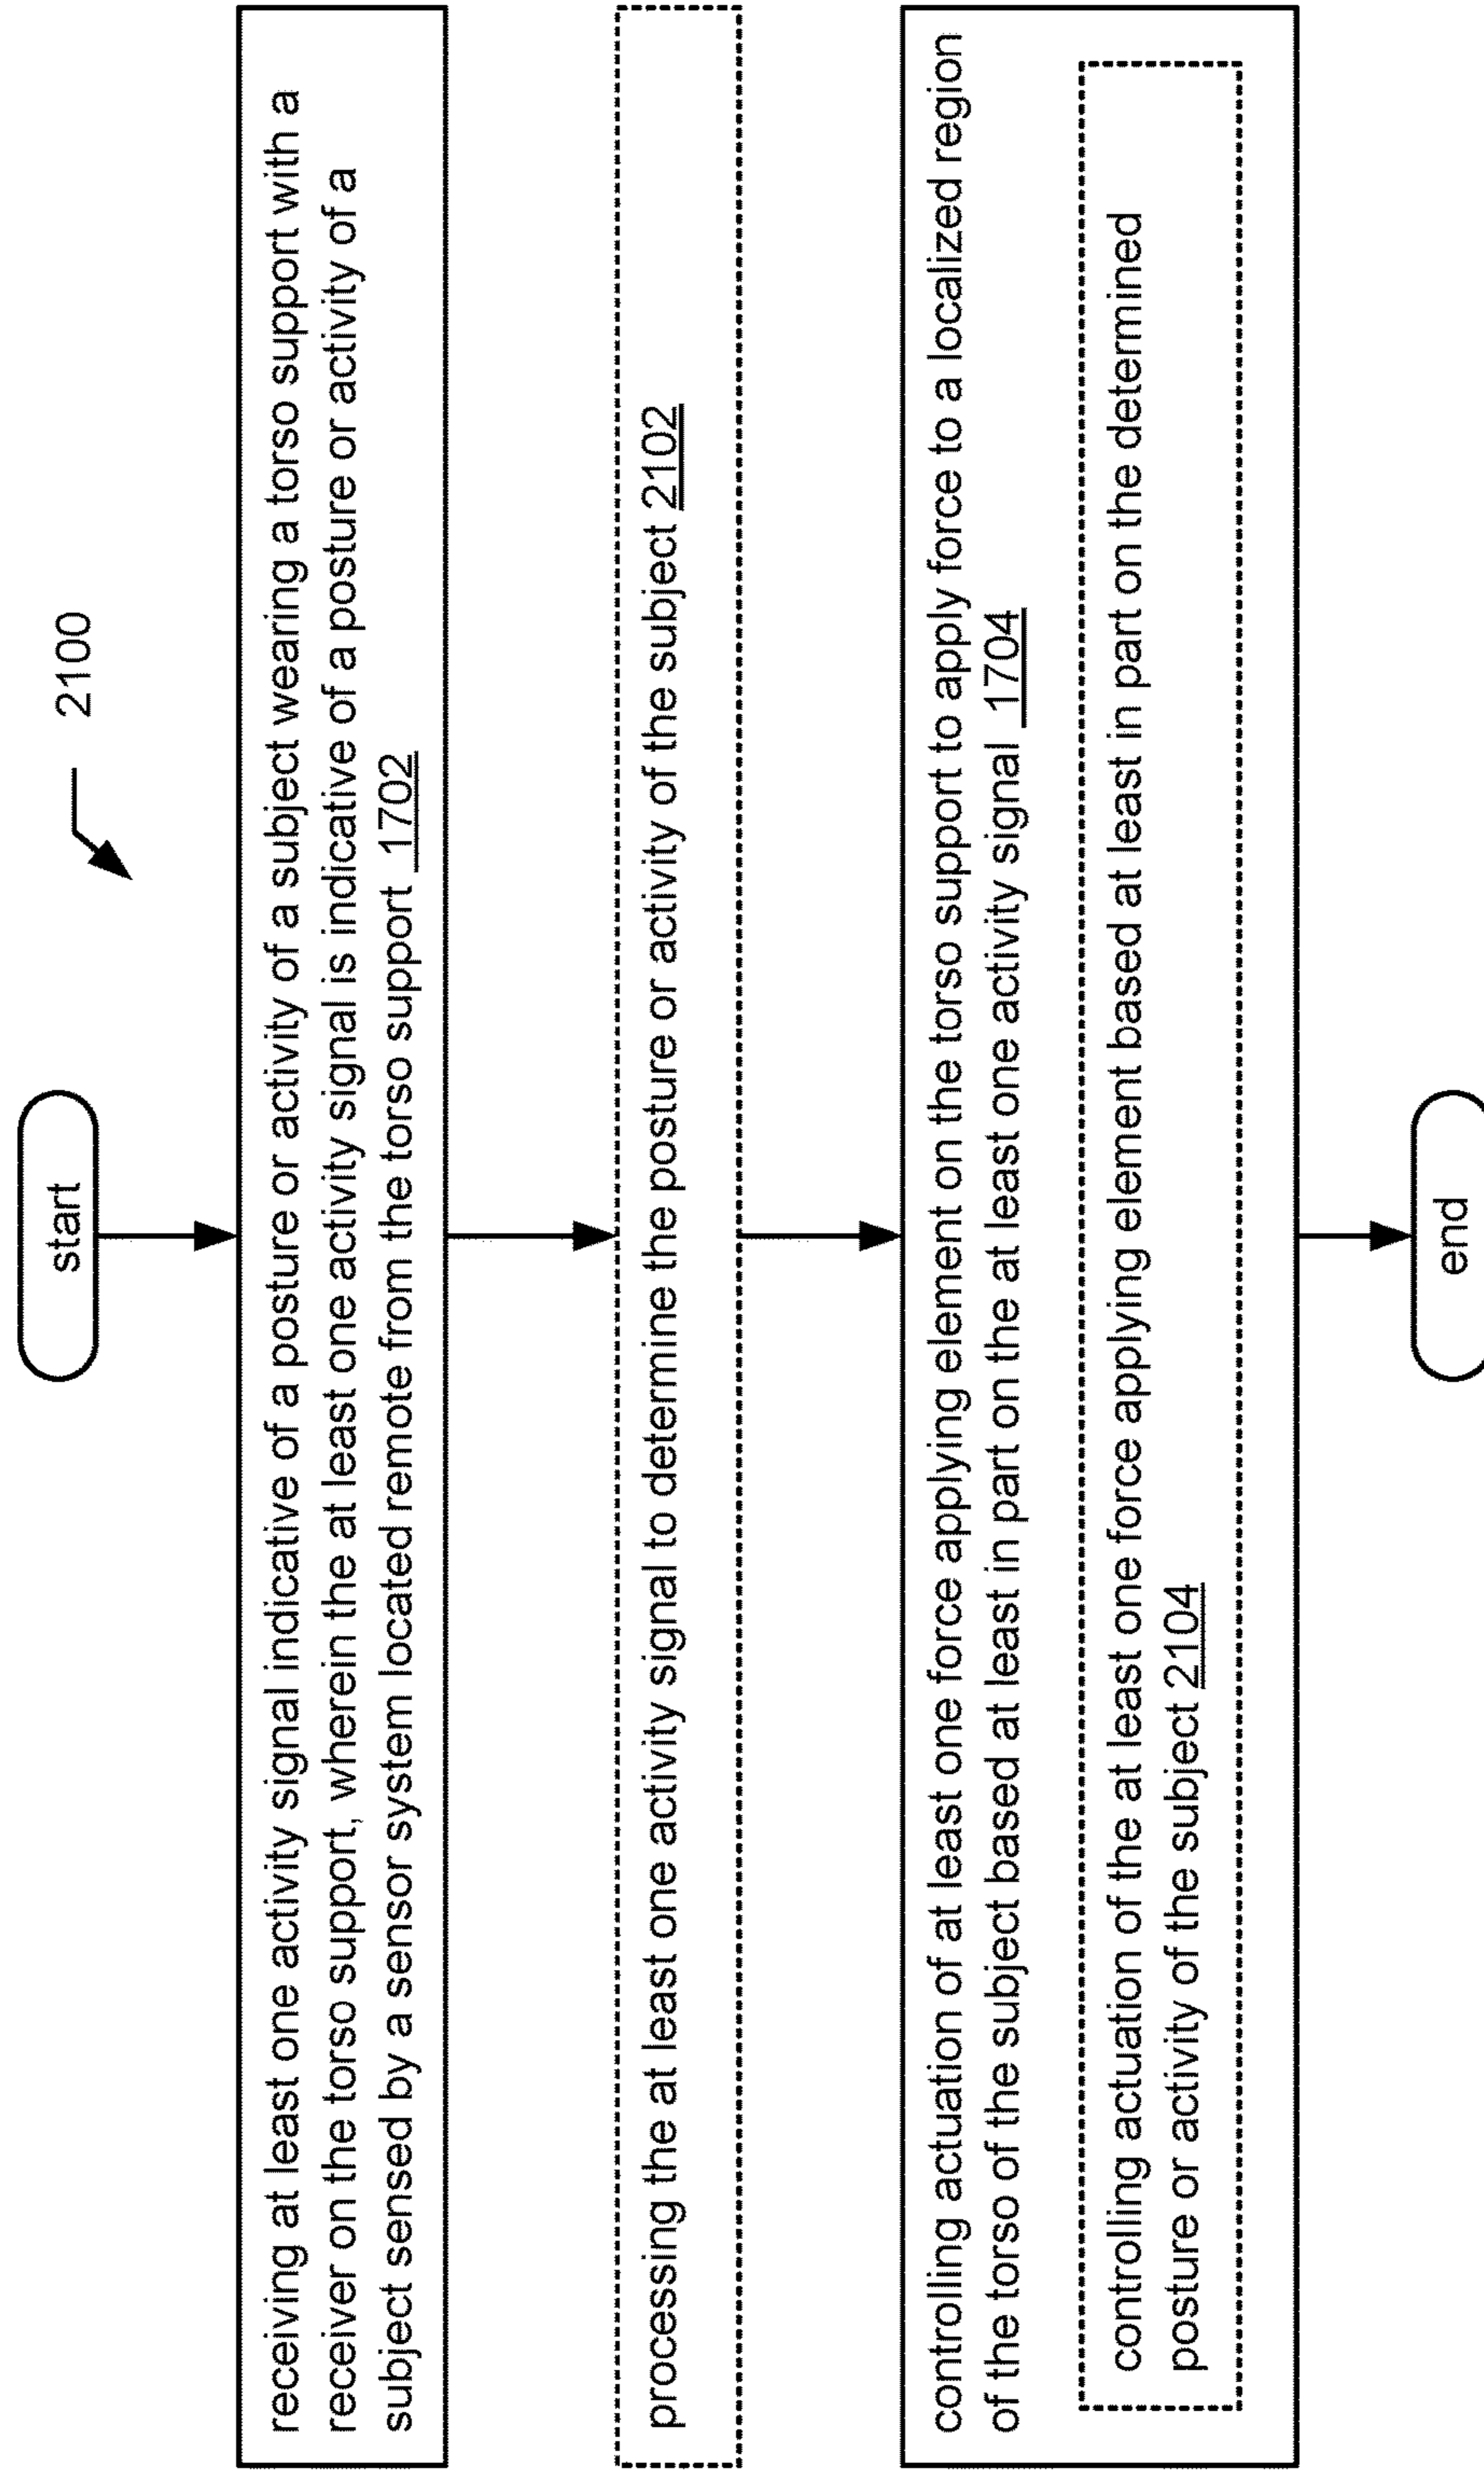 2100
start
receiving at least one activity signal indicative of a posture or activity of a subject wearing a torso support with a
receiver on the torso support, wherein the at least one activity signal is indicative of a posture or activity of a
subject sensed by a sensor system located remote from the torso support 1702
processing the at least one activity signal to determine the posture or activity of the subject 2102
controlling actuation of at least one force applying element on the torso support to apply force to a localized region
of the torso of the subject based at least in part on the at least one activity signal 1704
controlling actuation of the at least one force applying element based at least in part on the determined
posture or activity of the subject 2104
end